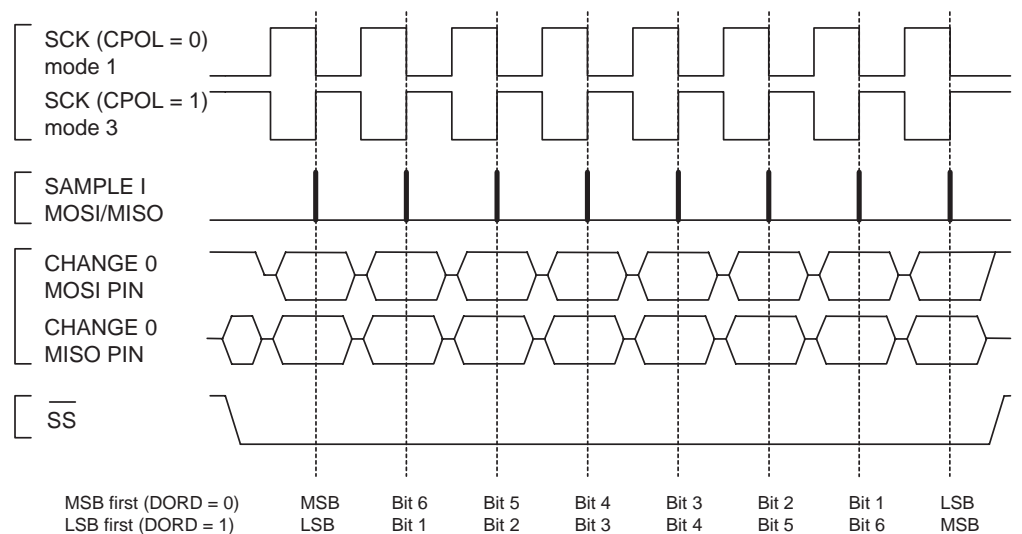 SCK (CPOL = 0)
mode 1
SCK (CPOL = 1)
mode 3
SAMPLE I
MOSI/MISO
CHANGE 0
MOSI PIN
CHANGE 0
MISO PIN
SS
MSB first (DORD = 0) MSB Bit 6 Bit 5 Bit 4 Bit 3 Bit 2 Bit 1 LSB
LSB first (DORD = 1) LSB Bit 1 Bit 2 Bit 3 Bit 4 Bit 5 Bit 6 MSB